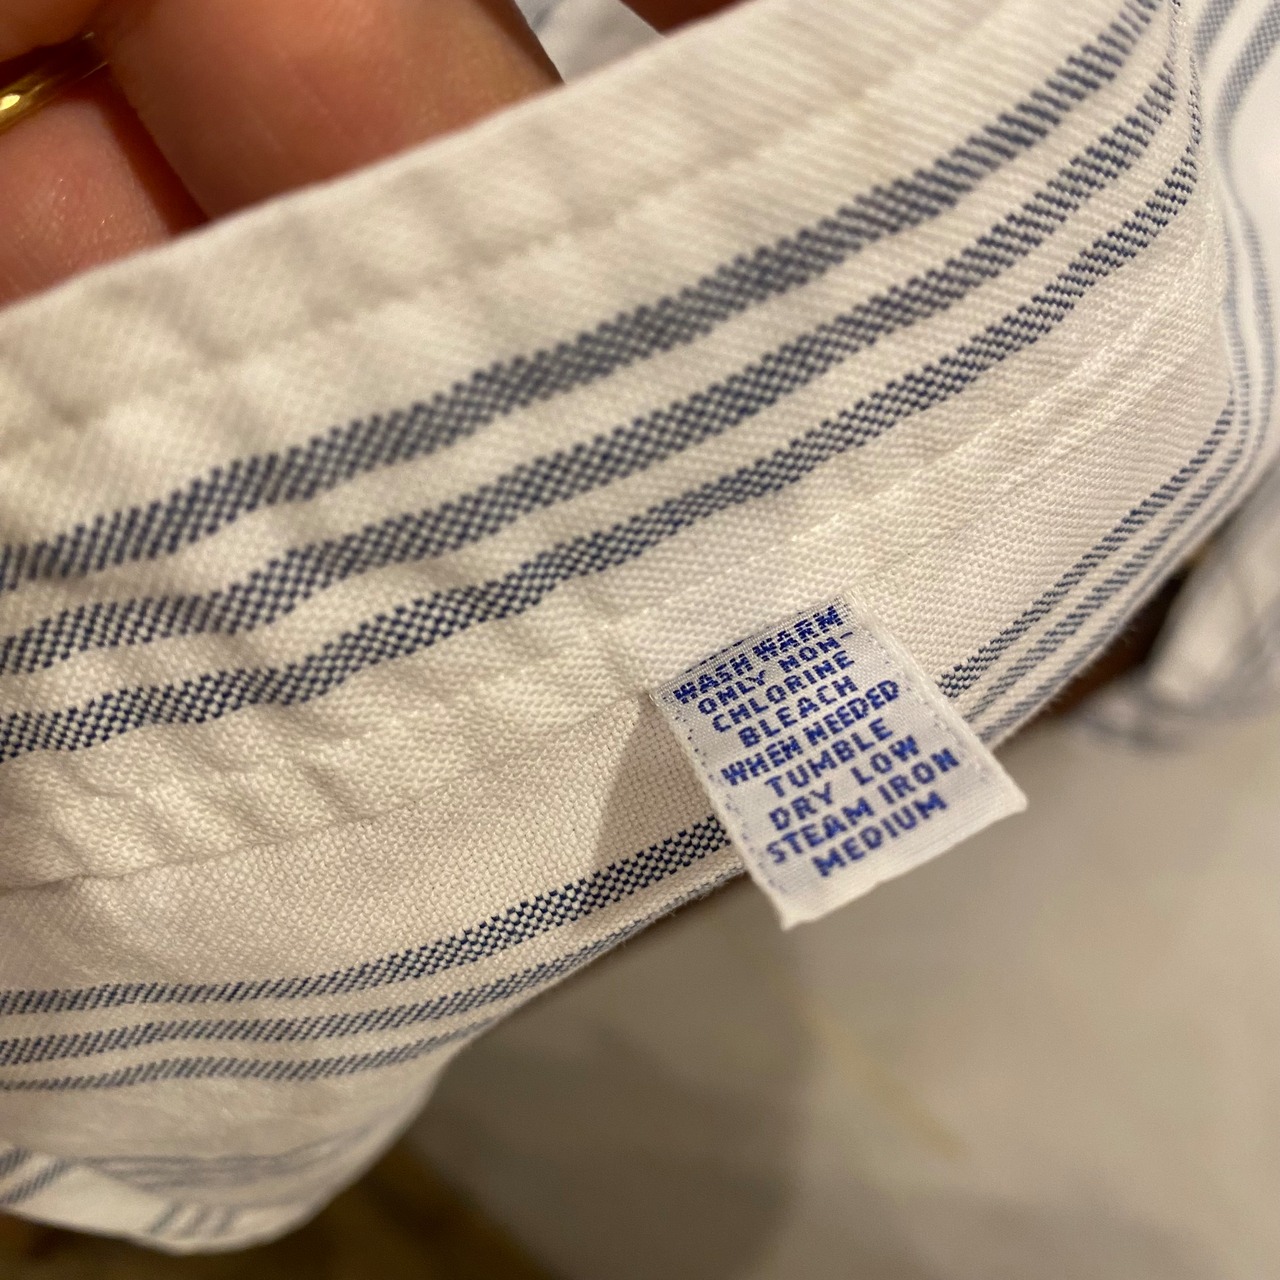 WASH WARM
ONLY NON-
CHLORINE
BLEACH
WHEN NEEDED
TUMBLE
DRY LOW
STEAM IRON
MEDIUM